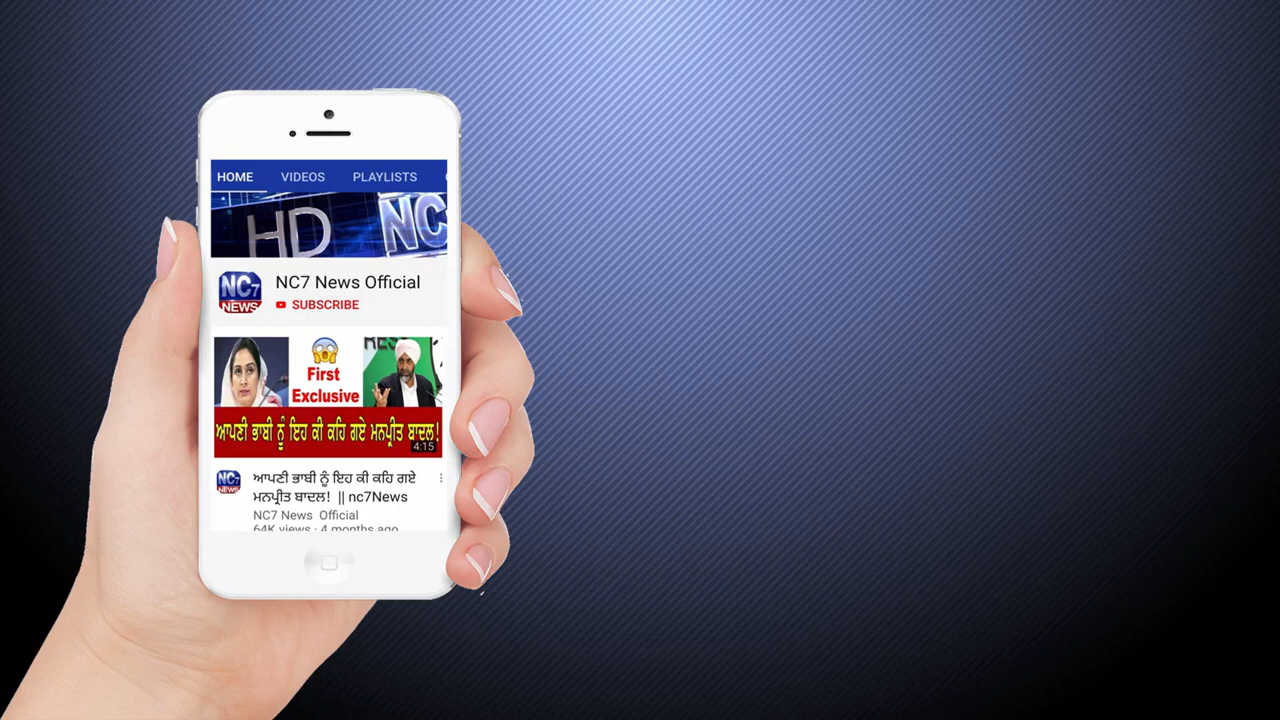 HOME VIDEOS PLAYLISTS
HD NC
NC7 NEWS
NC7 News Official
SUBSCRIBE
First
Exclusive
ਆਪਣੀ ਭਾਬੀ ਨੂੰ ਇਹ ਕੀ ਕਹਿ ਗਏ ਮਨਪ੍ਰੀਤ ਬਾਦਲ!
4:15
NC7 NEWS
ਆਪਣੀ ਭਾਬੀ ਨੂੰ ਇਹ ਕੀ ਕਹਿ ਗਏ
ਮਨਪ੍ਰੀਤ ਬਾਦਲ! || nc7News
NC7 News Official
64K views · 4 months ago